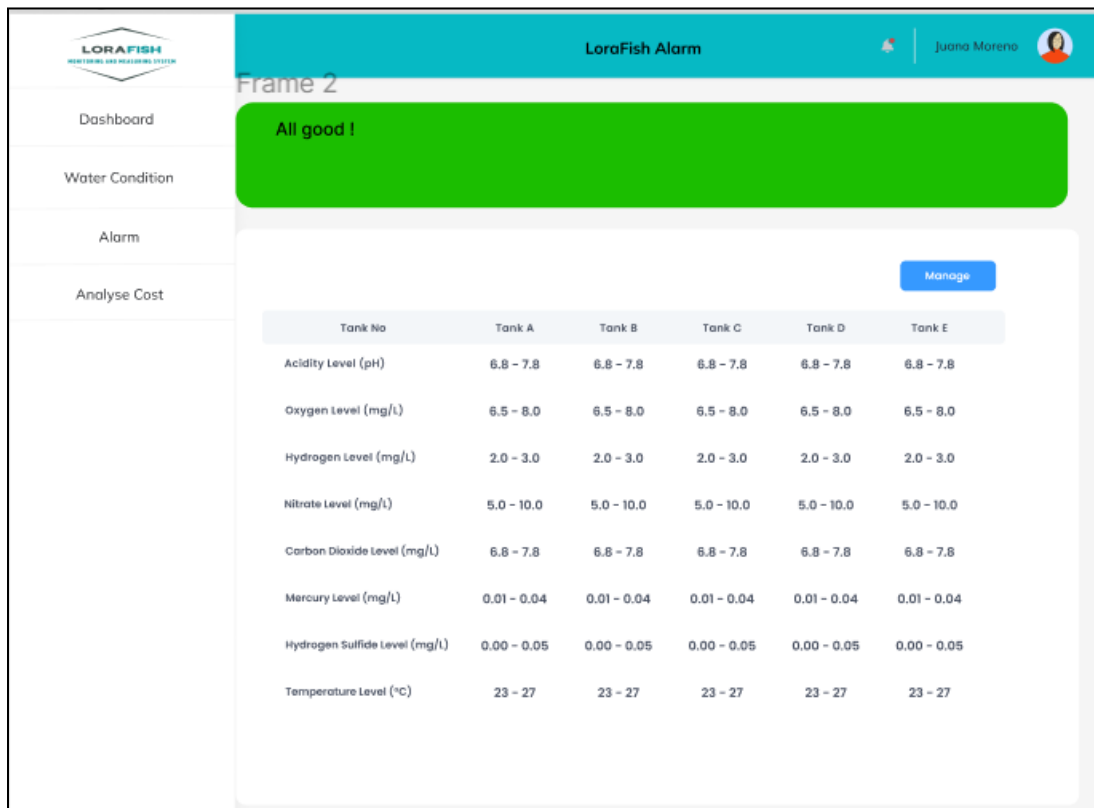 LORAFISH
MONITORING AND MEASURING SYSTEM
LoraFish Alarm
Juana Moreno
Frame 2
Dashboard
Water Condition
Alarm
Analyse Cost
All good !
Manage
Tank No Tank A Tank B Tank C Tank D Tank E
Acidity Level (pH) 6.8 – 7.8 6.8 – 7.8 6.8 – 7.8 6.8 – 7.8 6.8 – 7.8
Oxygen Level (mg/L) 6.5 – 8.0 6.5 – 8.0 6.5 – 8.0 6.5 – 8.0 6.5 – 8.0
Hydrogen Level (mg/L) 2.0 – 3.0 2.0 – 3.0 2.0 – 3.0 2.0 – 3.0 2.0 – 3.0
Nitrate Level (mg/L) 5.0 – 10.0 5.0 – 10.0 5.0 – 10.0 5.0 – 10.0 5.0 – 10.0
Carbon Dioxide Level (mg/L) 6.8 – 7.8 6.8 – 7.8 6.8 – 7.8 6.8 – 7.8 6.8 – 7.8
Mercury Level (mg/L) 0.01 – 0.04 0.01 – 0.04 0.01 – 0.04 0.01 – 0.04 0.01 – 0.04
Hydrogen Sulfide Level (mg/L) 0.00 – 0.05 0.00 – 0.05 0.00 – 0.05 0.00 – 0.05 0.00 – 0.05
Temperature Level (°C) 23 – 27 23 – 27 23 – 27 23 – 27 23 – 27